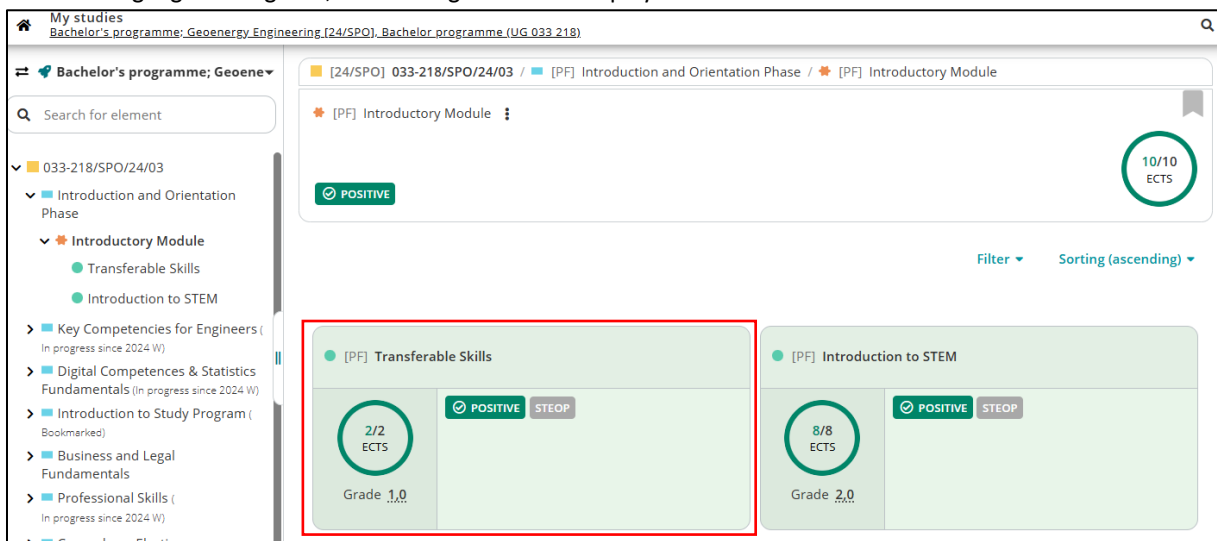 My studies
Bachelor's programme; Geoenergy Engineering [24/SPO], Bachelor programme (UG 033 218)
Bachelor's programme; Geoene
[24/SPO] 033-218/SPO/24/03 / [PF] Introduction and Orientation Phase / [PF] Introductory Module
Search for element
[PF] Introductory Module
10/10
ECTS
POSITIVE
033-218/SPO/24/03
Introduction and Orientation
Phase
Introductory Module
Transferable Skills
Introduction to STEM
Key Competencies for Engineers (
In progress since 2024 W)
Digital Competences & Statistics
Fundamentals (In progress since 2024 W)
Introduction to Study Program (
Bookmarked)
Business and Legal
Fundamentals
Professional Skills (
In progress since 2024 W)
Filter
Sorting (ascending)
[PF] Transferable Skills
2/2
ECTS
POSITIVE STEOP
Grade 1,0
[PF] Introduction to STEM
8/8
ECTS
POSITIVE STEOP
Grade 2,0